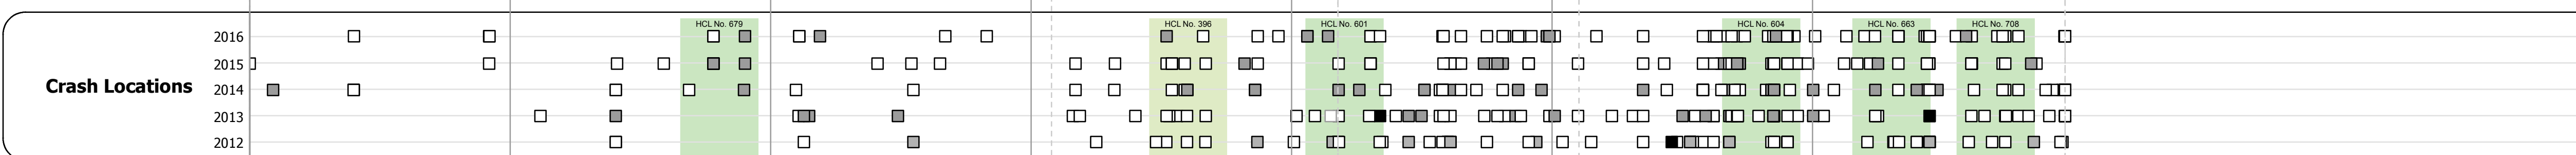 HCL No. 679 HCL No. 396 HCL No. 601 HCL No. 604 HCL No. 663 HCL No. 708
2016
2015
Crash Locations
2014
2013
2012